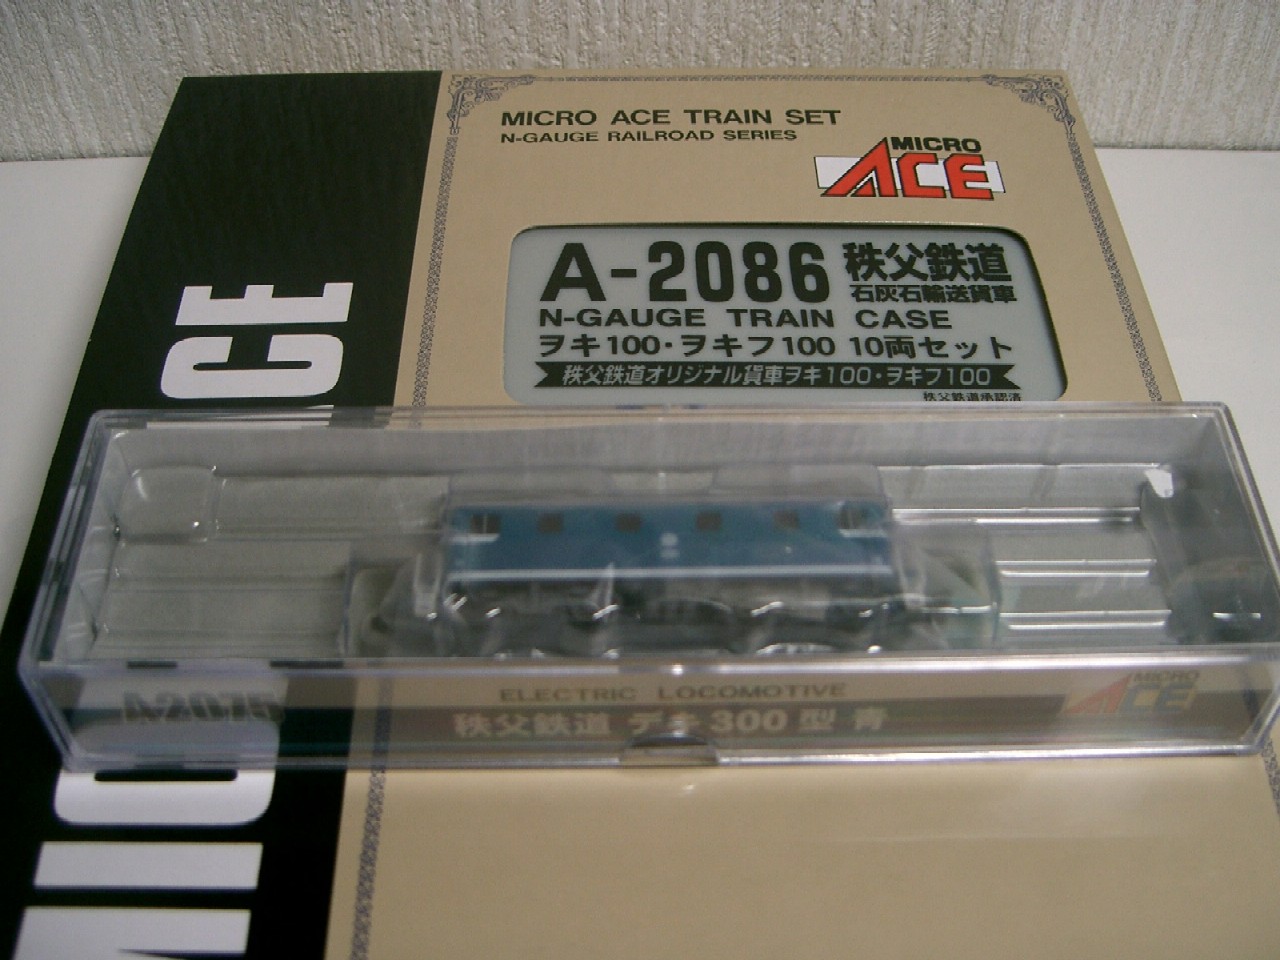 MICRO ACE TRAIN SET
N-GAUGE RAILROAD SERIES
MICRO
ACE
A-2086 秩父鉄道
石灰石輸送貨車
N-GAUGE TRAIN CASE
ヲキ100・ヲキフ100 10両セット
秩父鉄道オリジナル貨車ヲキ100・ヲキフ100
秩父鉄道承認済
A2075
ELECTRIC LOCOMOTIVE
秩父鉄道 デキ300型 青
MICRO
ACE